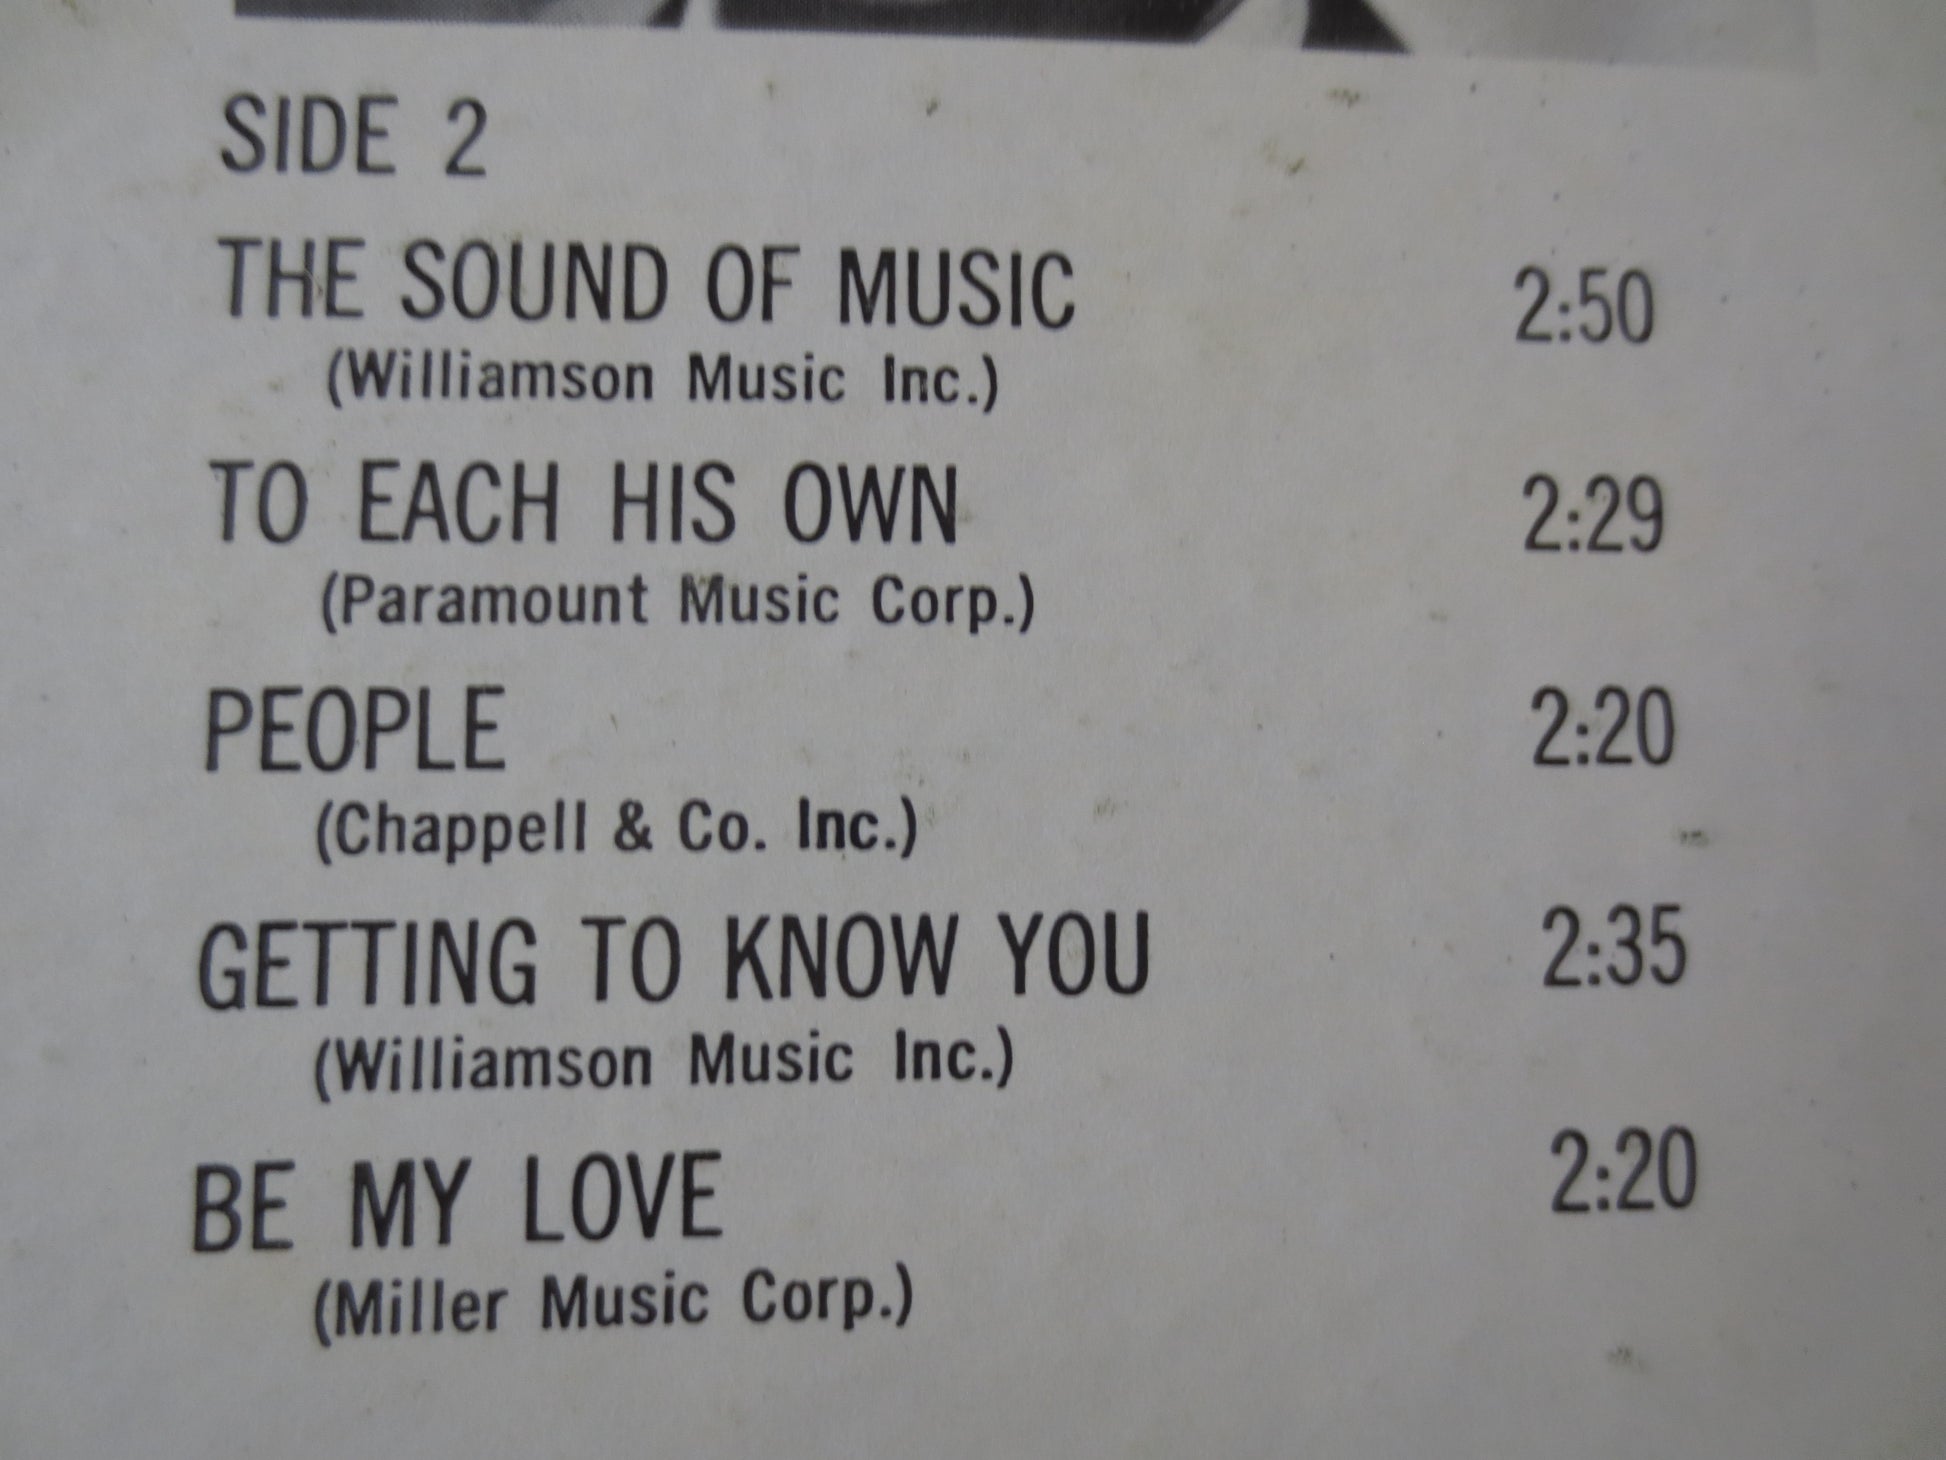 SIDE 2
THE SOUND OF MUSIC 2:50
(Williamson Music Inc.)
TO EACH HIS OWN 2:29
(Paramount Music Corp.)
PEOPLE 2:20
(Chappell & Co. Inc.)
GETTING TO KNOW YOU 2:35
(Williamson Music Inc.)
BE MY LOVE 2:20
(Miller Music Corp.)